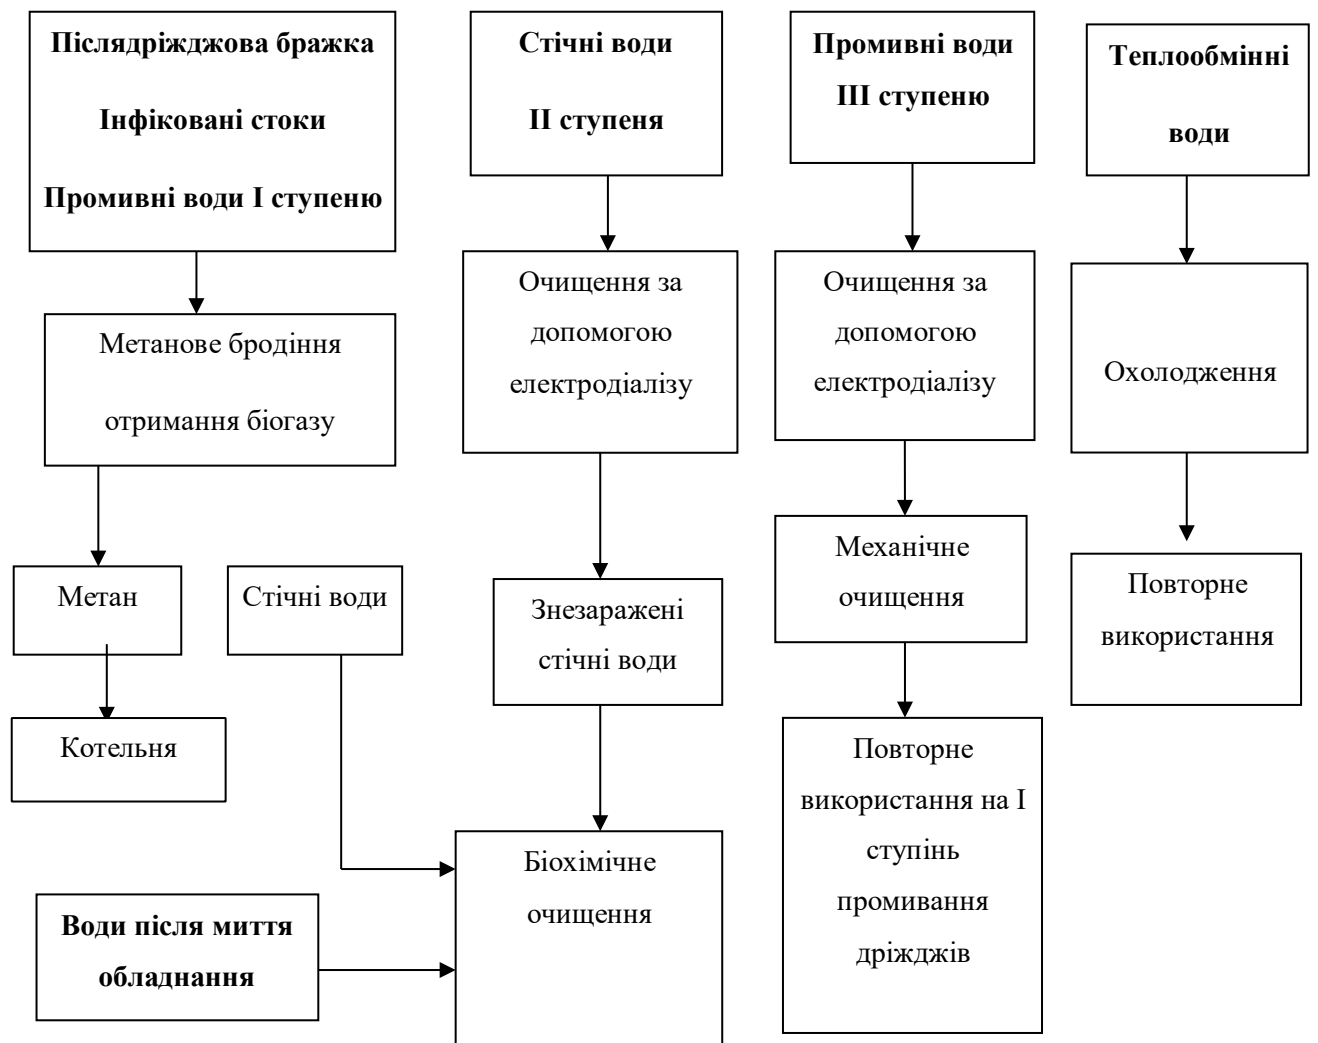 Післядріжджова бражка
Інфіковані стоки
Промивні води І ступеню
Стічні води
ІІ ступеня
Промивні води
ІІІ ступеню
Теплообмінні
води
Метанове бродіння
отримання біогазу
Очищення за
допомогою
електродіалізу
Очищення за
допомогою
електродіалізу
Охолодження
Метан
Стічні води
Знезаражені
стічні води
Механічне
очищення
Повторне
використання
Котельня
Біохімічне
очищення
Повторне
використання на І
ступінь
промивання
дріжджів
Води після миття
обладнання